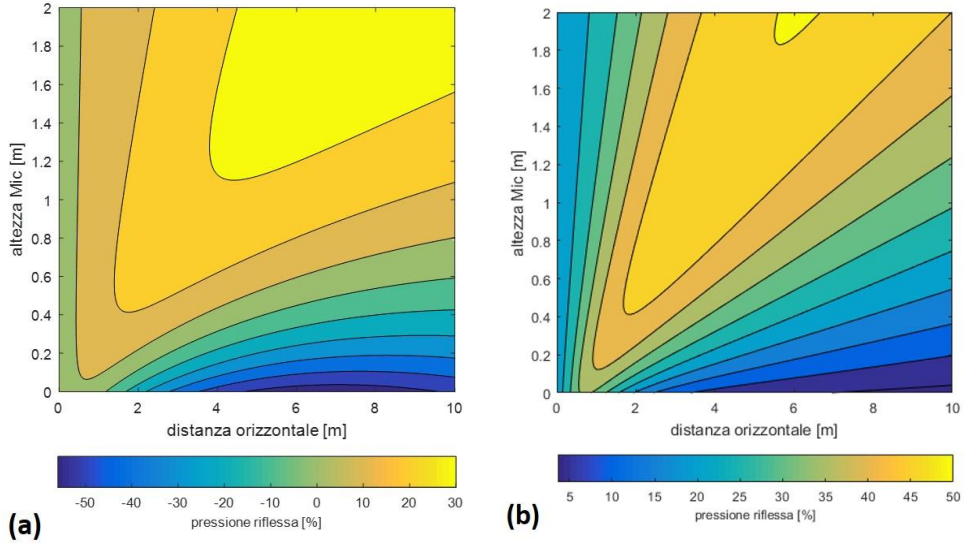 2
1.8
1.6
1.4
1.2
1
0.8
0.6
0.4
0.2
0
altezza Mic [m]
0 2 4 6 8 10
distanza orizzontale [m]
-50 -40 -30 -20 -10 0 10 20 30
pressione riflessa [%]
(a)
2
1.8
1.6
1.4
1.2
1
0.8
0.6
0.4
0.2
0
altezza Mic [m]
0 2 4 6 8 10
distanza orizzontale [m]
5 10 15 20 25 30 35 40 45 50
pressione riflessa [%]
(b)